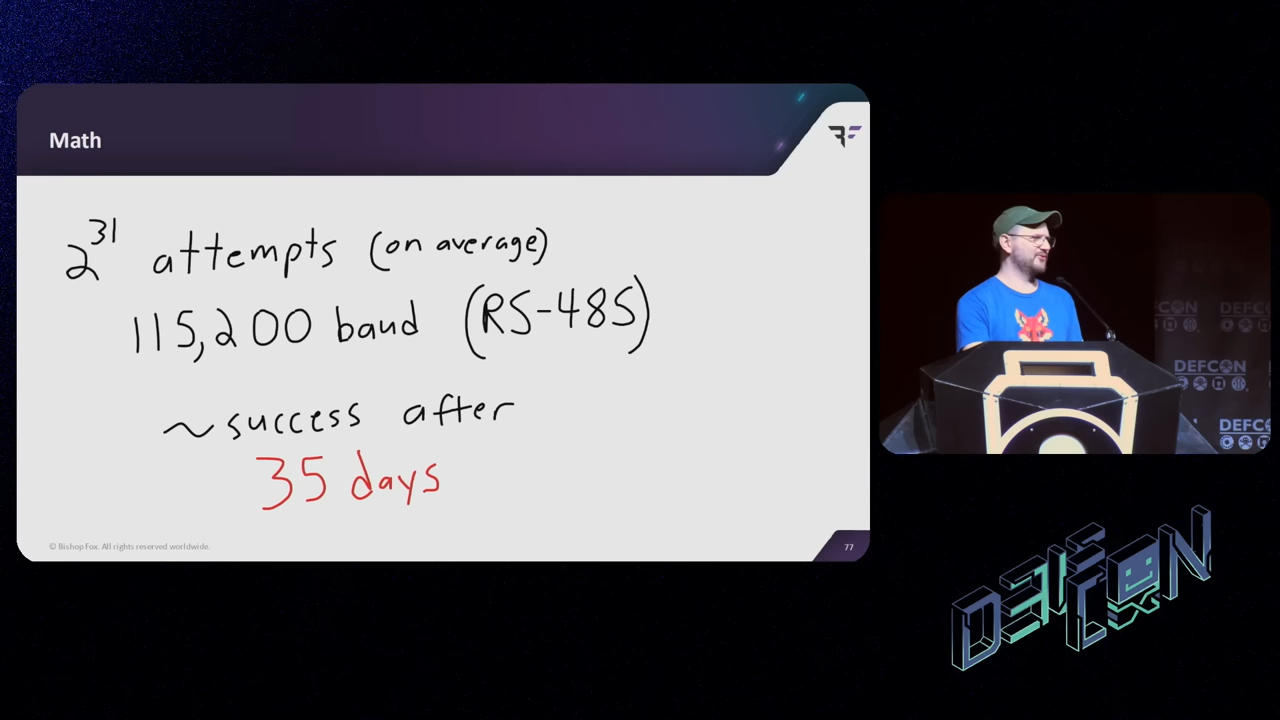 Math
2^31 attempts (on average)
115,200 baud (RS-485)
~ success after
35 days
© Bishop Fox. All rights reserved worldwide.
77
DEFCON
DEFCON
DEFCON
DEFCON
DEFCON